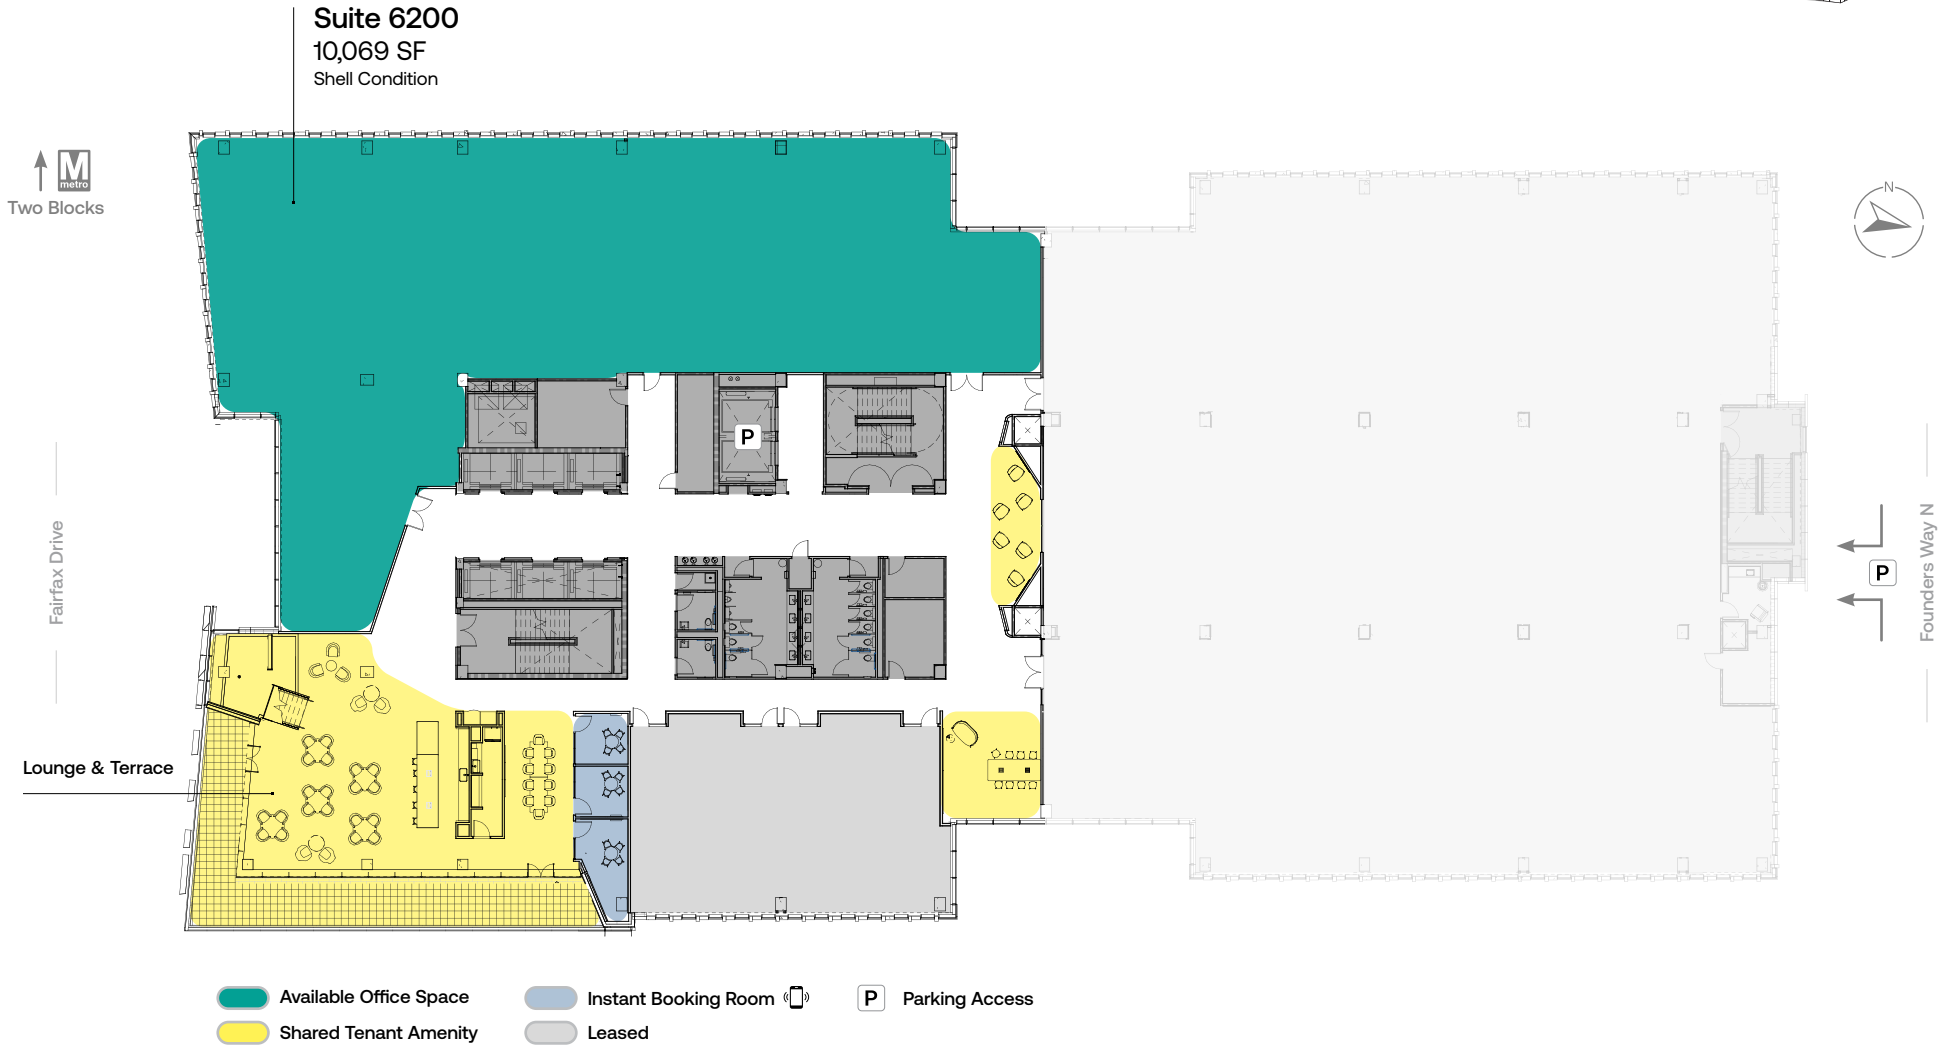 Suite 6200
10,069 SF
Shell Condition
M
metro
Two Blocks
N
P
Fairfax Drive
P
Founders Way N
Lounge & Terrace
Available Office Space
Instant Booking Room
P Parking Access
Shared Tenant Amenity
Leased